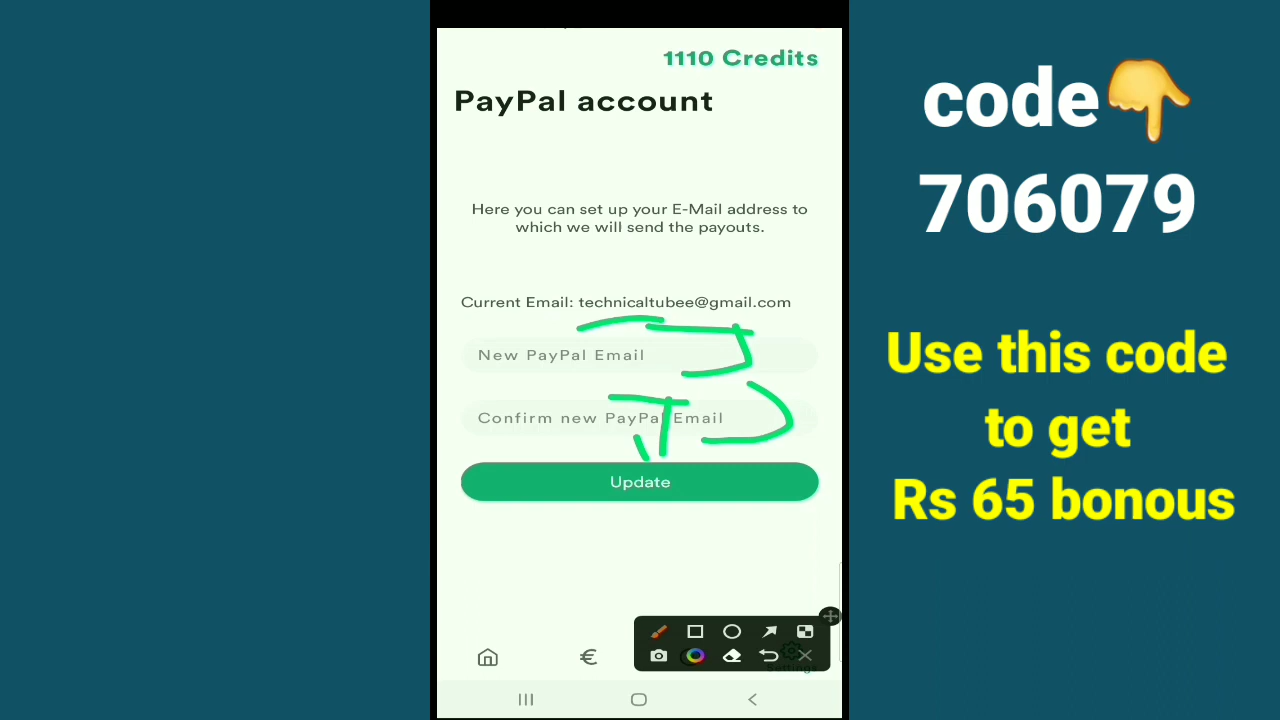 1110 Credits
PayPal account
Here you can set up your E-Mail address to
which we will send the payouts.
Current Email: technicaltubee@gmail.com
New PayPal Email
Confirm new PayPal Email
Update
€
Settings
code👇
706079
Use this code
to get
Rs 65 bonous